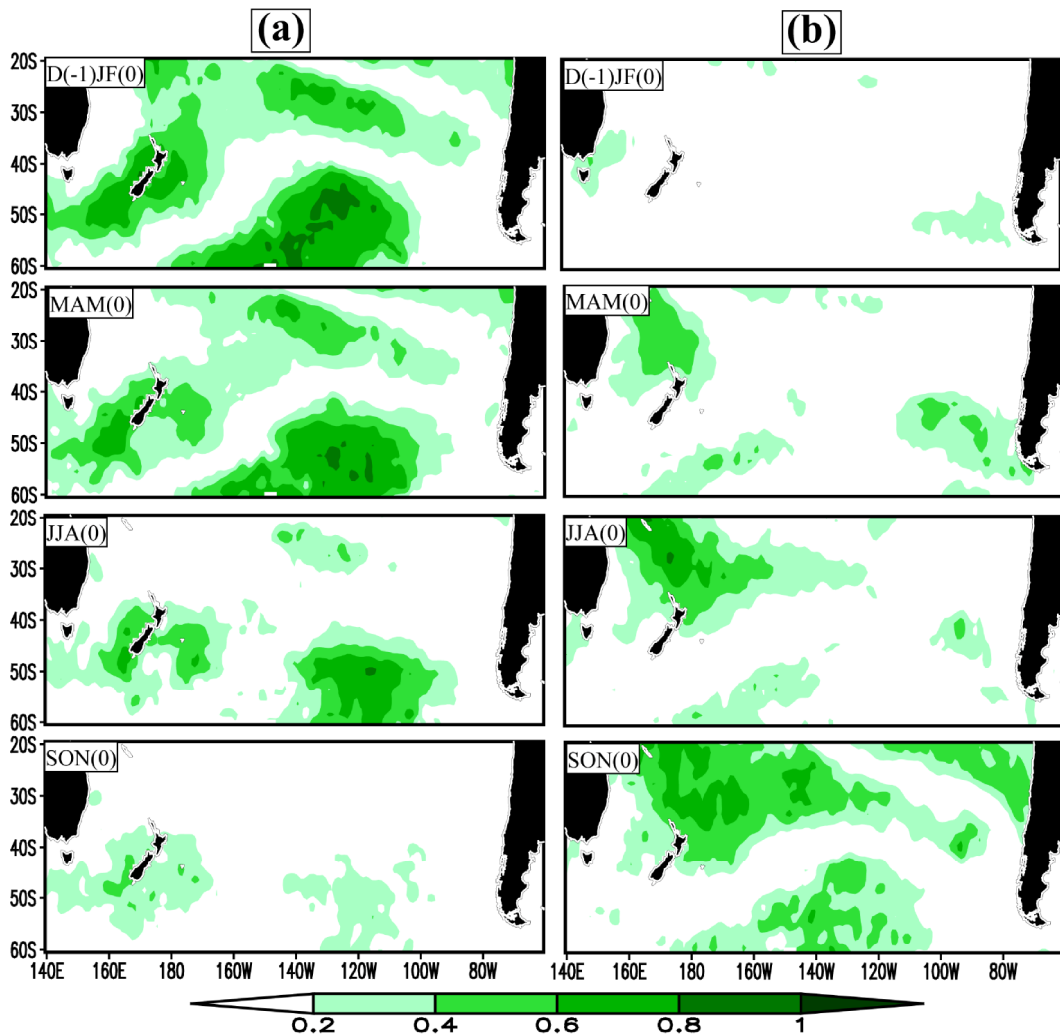 (a) (b)
20S D(-1)JF(0) D(-1)JF(0)
30S
40S
50S
60S
20S MAM(0) MAM(0)
30S
40S
50S
60S
20S JJA(0) JJA(0)
30S
40S
50S
60S
20S SON(0) SON(0)
30S
40S
50S
60S
140E 160E 180 160W 140W 120W 100W 80W 140E 160E 180 160W 140W 120W 100W 80W
0.2 0.4 0.6 0.8 1